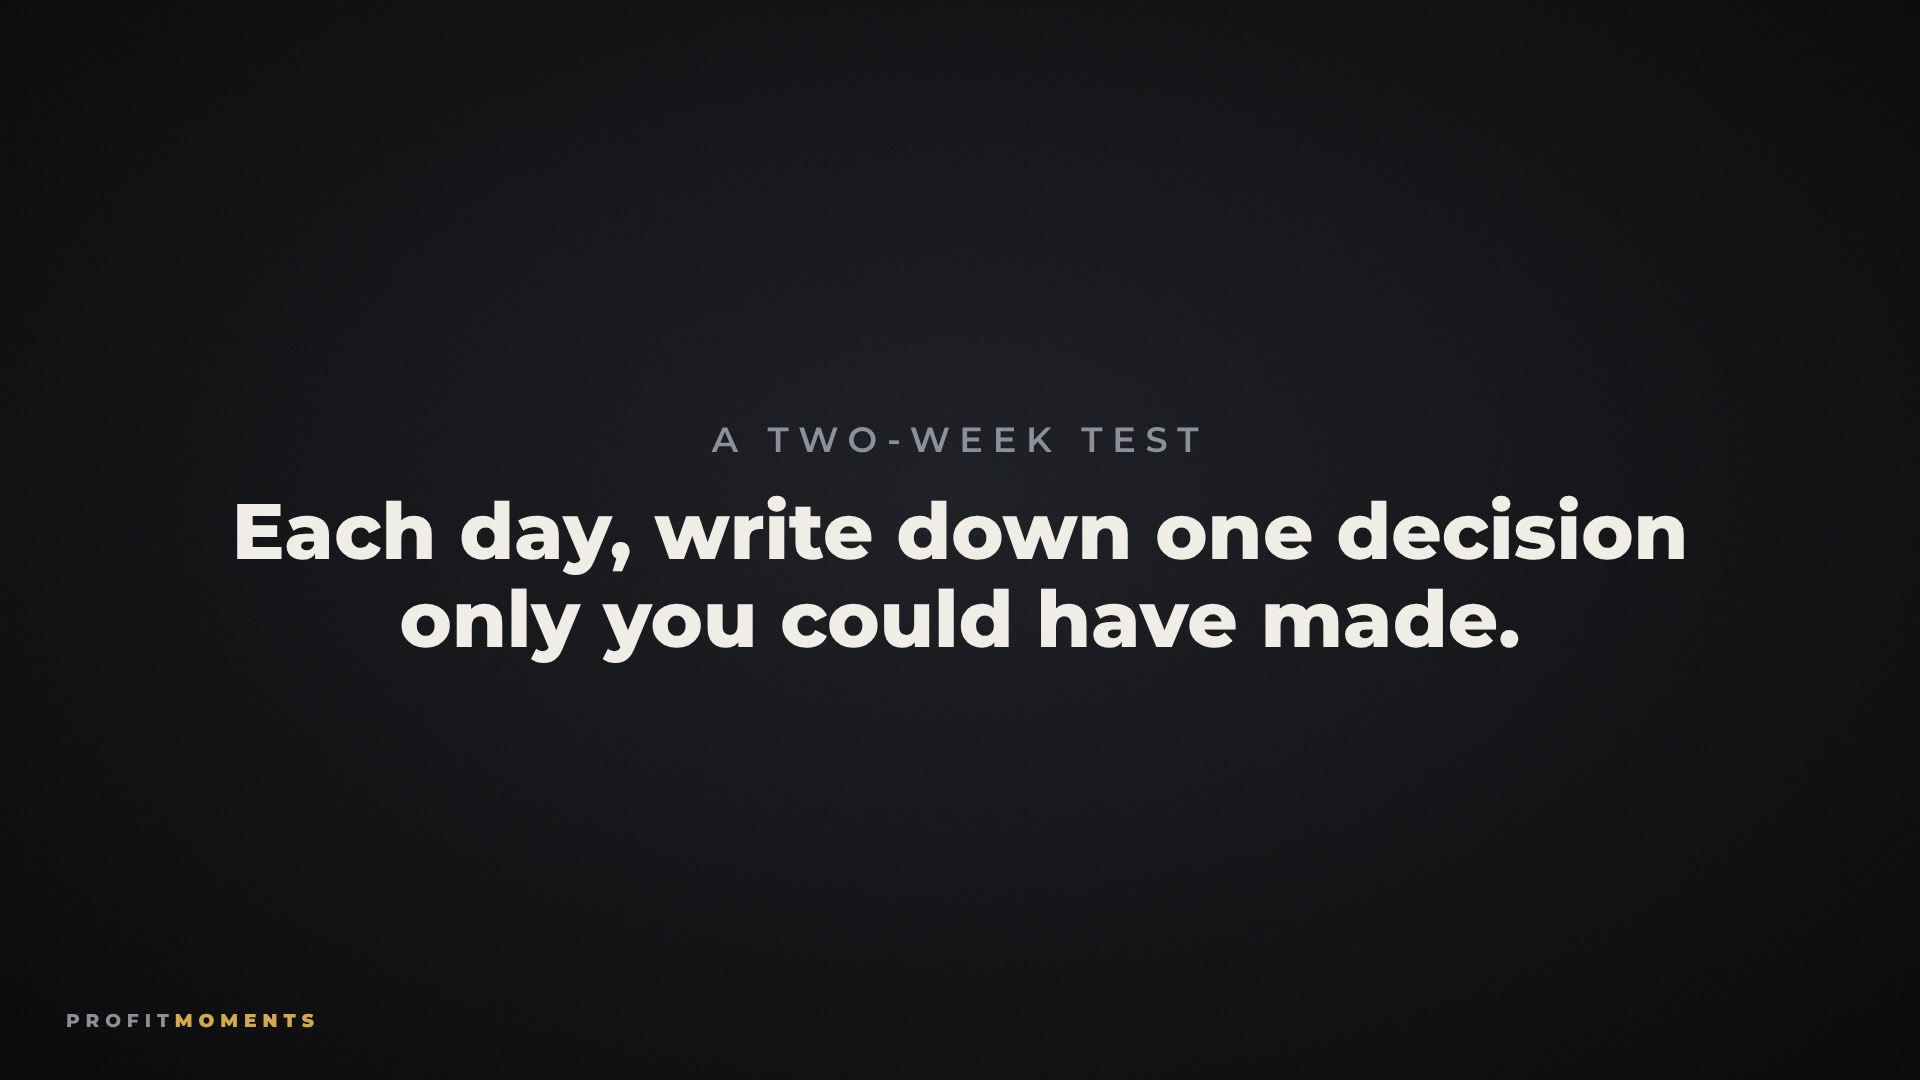 A TWO-WEEK TEST
Each day, write down one decision
only you could have made.
PROFITMOMENTS